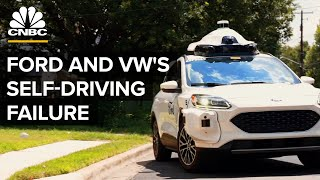 CNBC
FORD AND VW'S
SELF-DRIVING
FAILURE